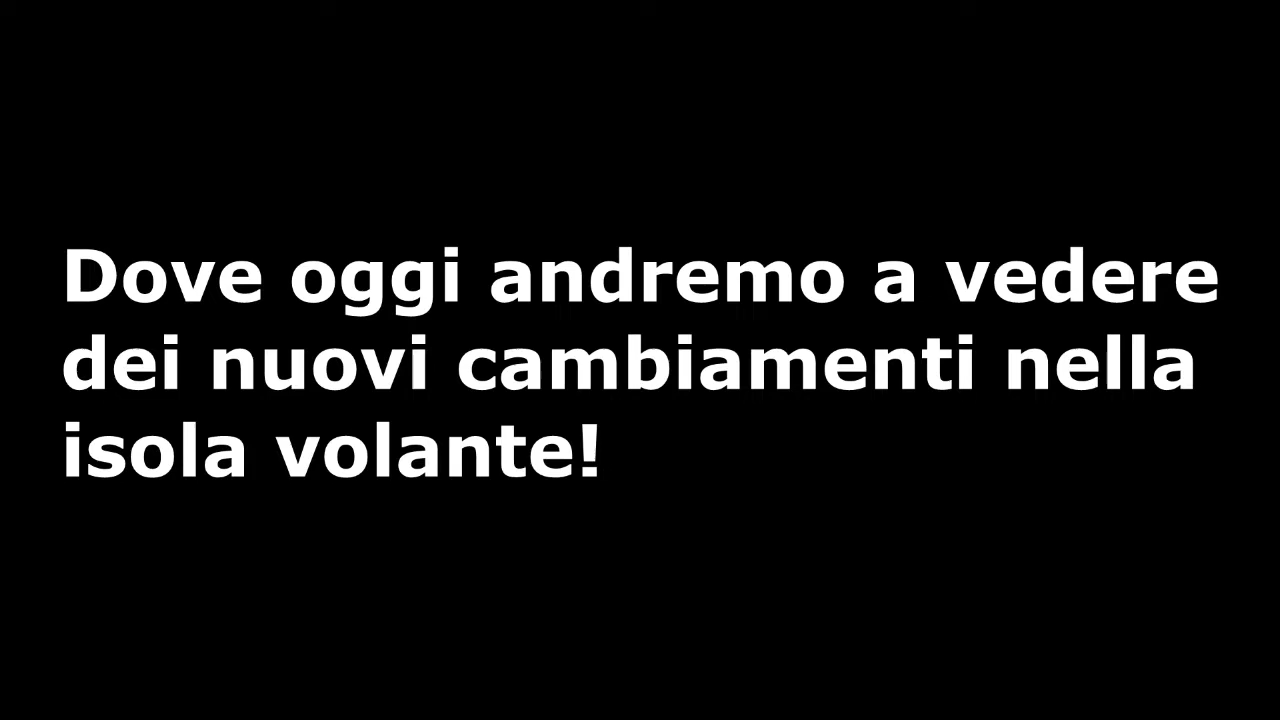 Dove oggi andremo a vedere
dei nuovi cambiamenti nella
isola volante!